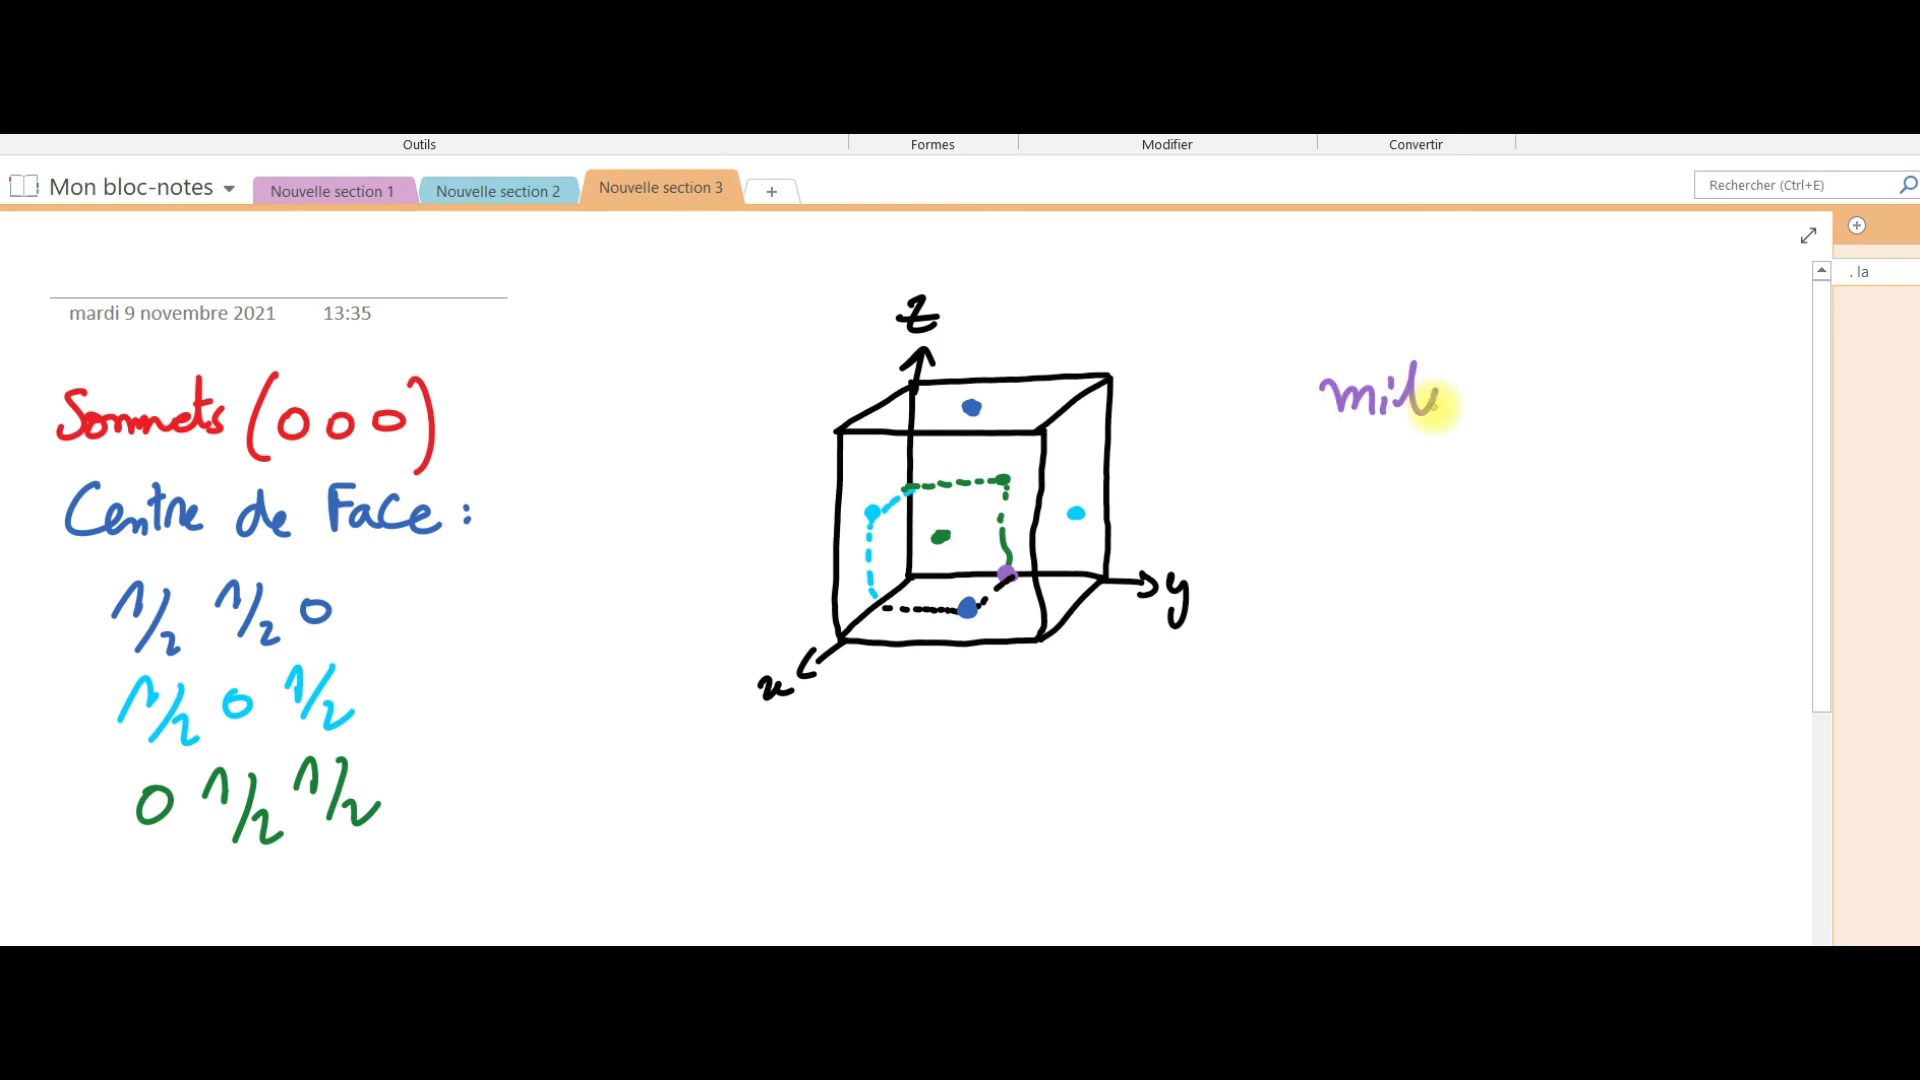 Outils Formes Modifier Convertir
Mon bloc-notes Nouvelle section 1 Nouvelle section 2 Nouvelle section 3 +
Rechercher (Ctrl+E)
. la
mardi 9 novembre 2021 13:35
Sommets (0 0 0)
Centre de Face :
1/2 1/2 0
1/2 0 1/2
0 1/2 1/2
z
y
x
mil